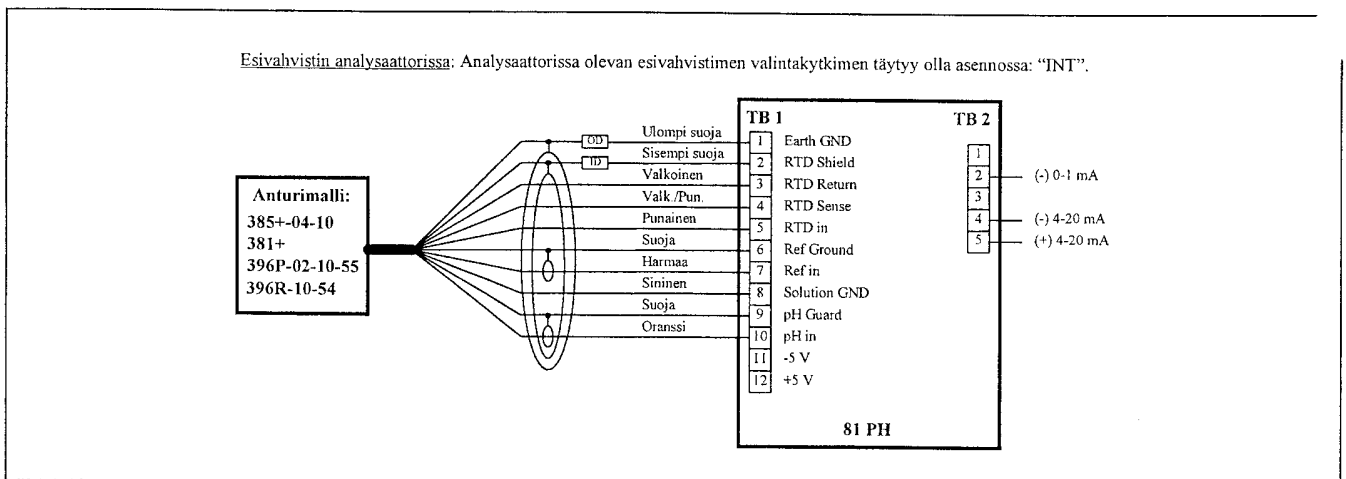 Esivahvistin analysaattorissa: Analysaattorissa olevan esivahvistimen valintakytkimen täytyy olla asennossa: “INT”.
Anturimalli:
385+-04-10
381+
396P-02-10-55
396R-10-54
OD
ID
Ulompi suoja
Sisempi suoja
Valkoinen
Valk./Pun.
Punainen
Suoja
Harmaa
Sininen
Suoja
Oranssi
TB 1
1 Earth GND
2 RTD Shield
3 RTD Return
4 RTD Sense
5 RTD in
6 Ref Ground
7 Ref in
8 Solution GND
9 pH Guard
10 pH in
11 -5 V
12 +5 V
TB 2
1
2 (-) 0-1 mA
3
4 (-) 4-20 mA
5 (+) 4-20 mA
81 PH